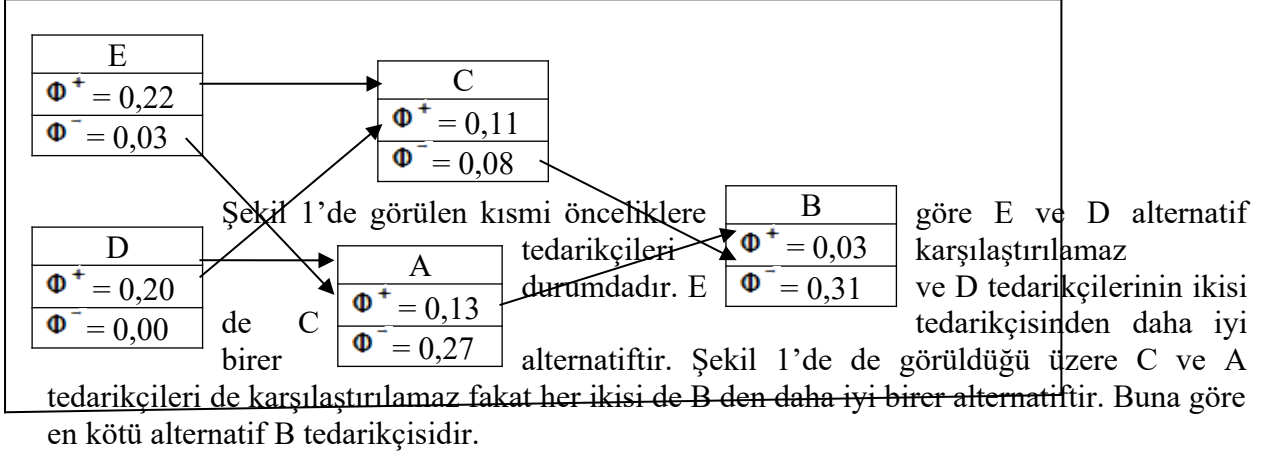 E
Φ⁺ = 0,22
Φ⁻ = 0,03
C
Φ⁺ = 0,11
Φ⁻ = 0,08
D
Φ⁺ = 0,20
Φ⁻ = 0,00
A
Φ⁺ = 0,13
Φ⁻ = 0,27
B
Φ⁺ = 0,03
Φ⁻ = 0,31
Şekil 1’de görülen kısmi önceliklere göre E ve D alternatif
tedarikçileri karşılaştırılamaz
durumdadır. E ve D tedarikçilerinin ikisi
de C tedarikçisinden daha iyi
birer alternatiftir. Şekil 1’de de görüldüğü üzere C ve A
tedarikçileri de karşılaştırılamaz fakat her ikisi de B den daha iyi birer alternatiftir. Buna göre
en kötü alternatif B tedarikçisidir.